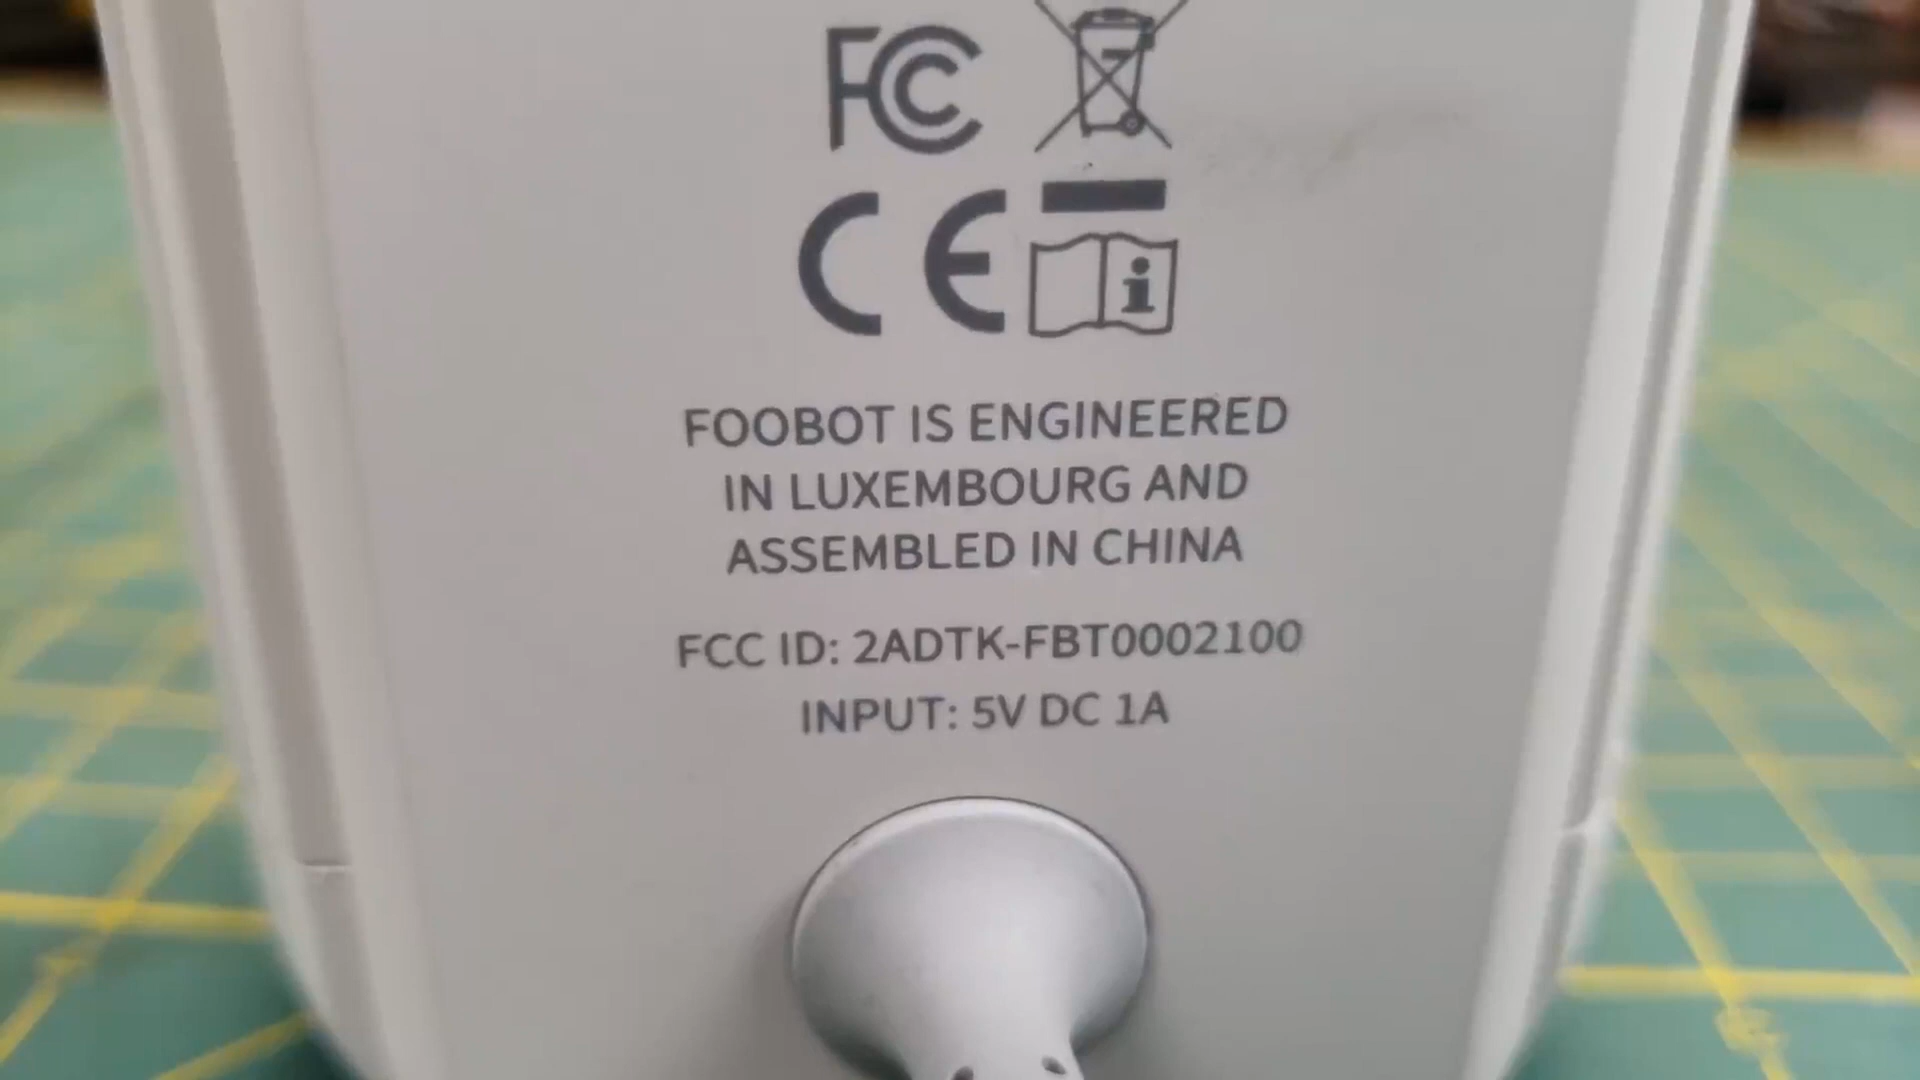 FC
CE
i
FOOBOT IS ENGINEERED
IN LUXEMBOURG AND
ASSEMBLED IN CHINA
FCC ID: 2ADTK-FBT0002100
INPUT: 5V DC 1A